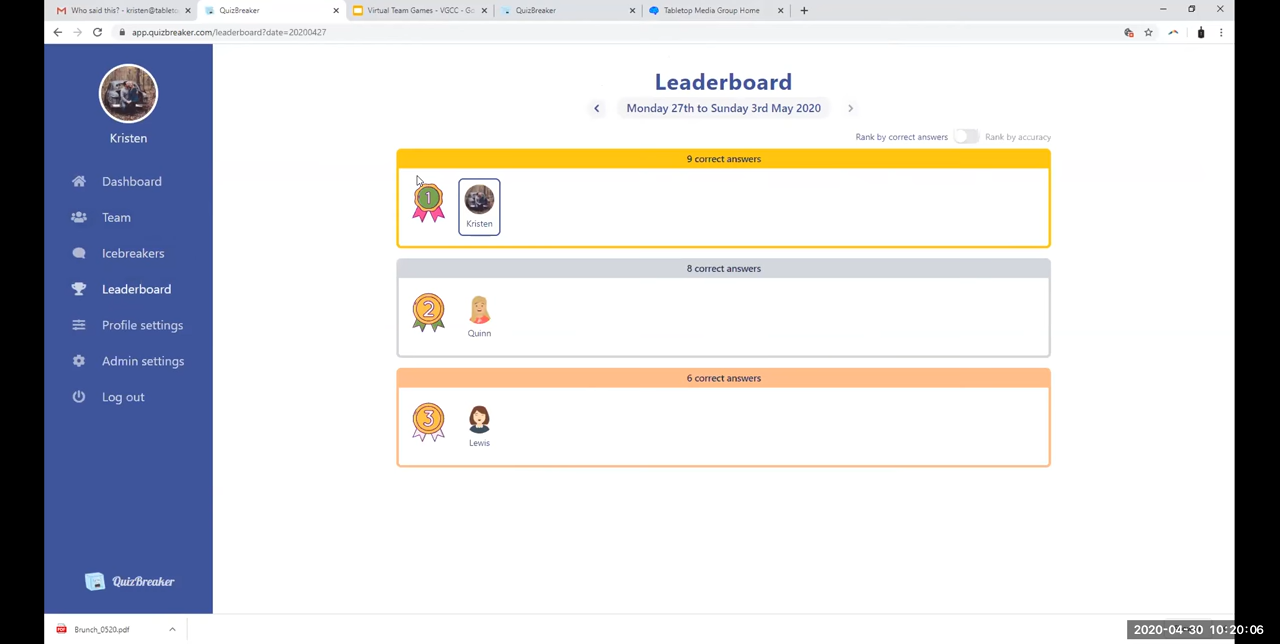 Who said this? - kristen@tableto
QuizBreaker
Virtual Team Games - VGCC - Go
QuizBreaker
Tabletop Media Group Home
app.quizbreaker.com/leaderboard?date=20200427
Kristen
Dashboard
Team
Icebreakers
Leaderboard
Profile settings
Admin settings
Log out
QuizBreaker
Leaderboard
Monday 27th to Sunday 3rd May 2020
Rank by correct answers
Rank by accuracy
9 correct answers
1
Kristen
8 correct answers
2
Quinn
6 correct answers
3
Lewis
Brunch_0520.pdf
2020-04-30 10:20:06